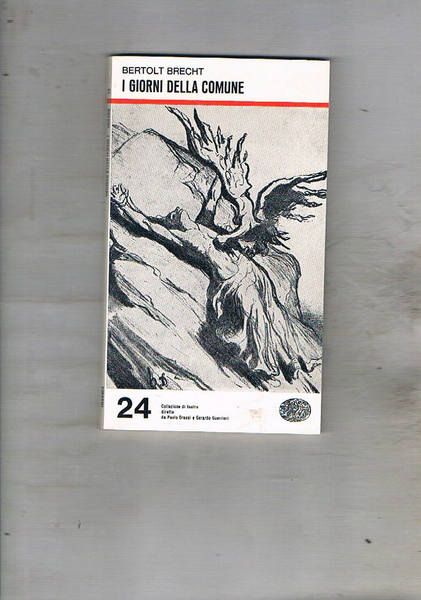 BERTOLT BRECHT
I GIORNI DELLA COMUNE
24
Collezione di teatro
diretta
da Paolo Grassi e Gerardo Guerrieri